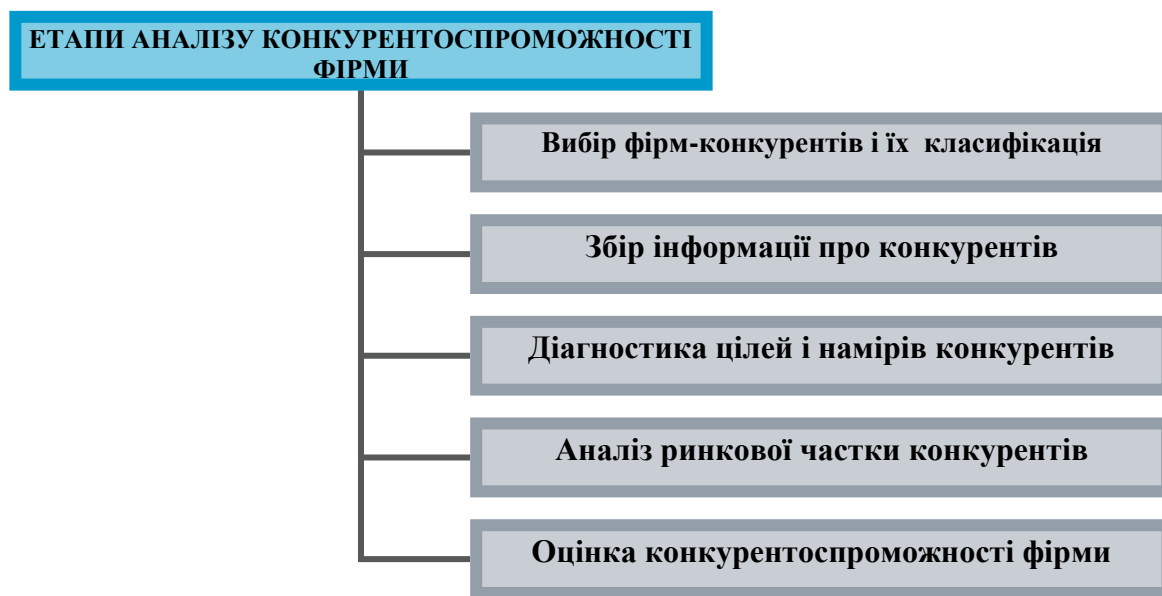 ЕТАПИ АНАЛІЗУ КОНКУРЕНТОСПРОМОЖНОСТІ
ФІРМИ
Вибір фірм-конкурентів і їх класифікація
Збір інформації про конкурентів
Діагностика цілей і намірів конкурентів
Аналіз ринкової частки конкурентів
Оцінка конкурентоспроможності фірми